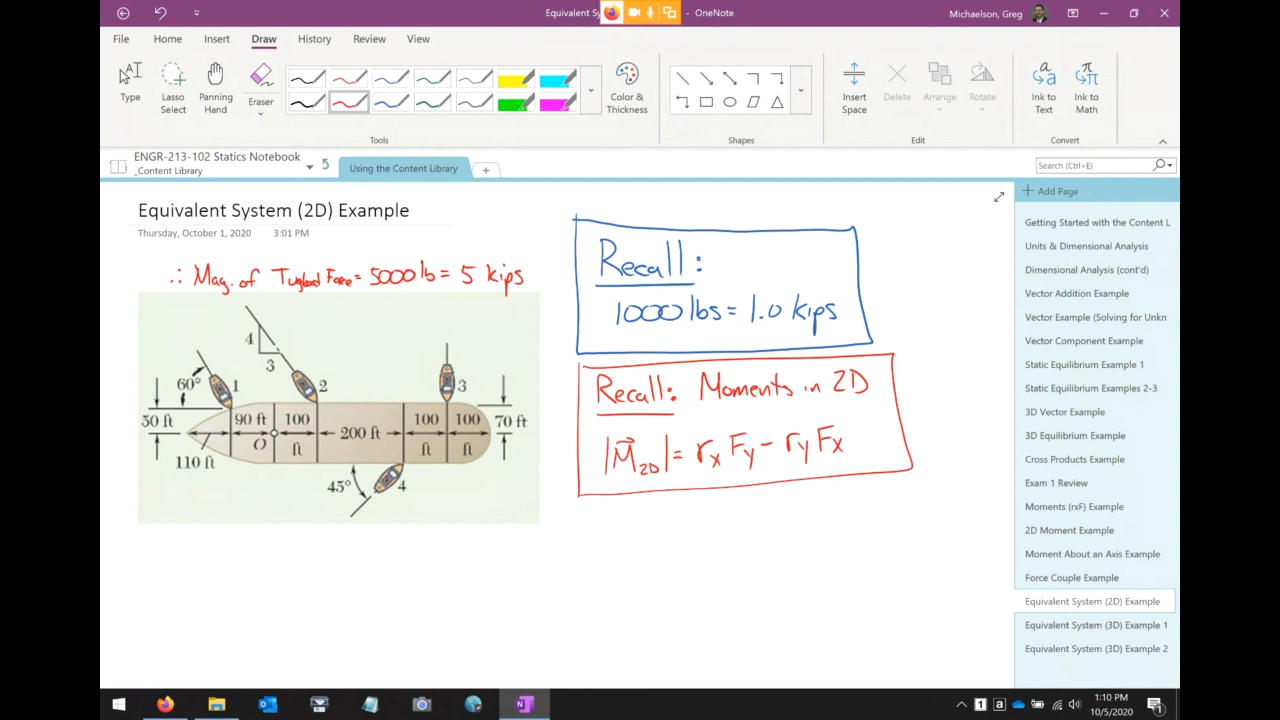 Equivalent Sy
- OneNote
Michaelson, Greg
File Home Insert Draw History Review View
Type
Lasso Select
Panning Hand
Eraser
Color & Thickness
Insert Space
Delete
Arrange
Rotate
Ink to Text
Ink to Math
Tools
Shapes
Edit
Convert
ENGR-213-102 Statics Notebook
_Content Library
Using the Content Library
Search (Ctrl+E)
Equivalent System (2D) Example
Thursday, October 1, 2020 3:01 PM
∴ Mag. of Tugboat Force = 5000 lb = 5 kips
4
3
60°
1
2
3
50 ft
90 ft
100 ft
200 ft
100 ft
100 ft
70 ft
O
110 ft
45°
4
Recall:
1000 lbs = 1.0 kips
Recall: Moments in 2D
|M⃗2D| = rx Fy - ry Fx
Add Page
Getting Started with the Content L
Units & Dimensional Analysis
Dimensional Analysis (cont'd)
Vector Addition Example
Vector Example (Solving for Unkn
Vector Component Example
Static Equilibrium Example 1
Static Equilibrium Examples 2-3
3D Vector Example
3D Equilibrium Example
Cross Products Example
Exam 1 Review
Moments (rxF) Example
2D Moment Example
Moment About an Axis Example
Force Couple Example
Equivalent System (2D) Example
Equivalent System (3D) Example 1
Equivalent System (3D) Example 2
1:10 PM
10/5/2020